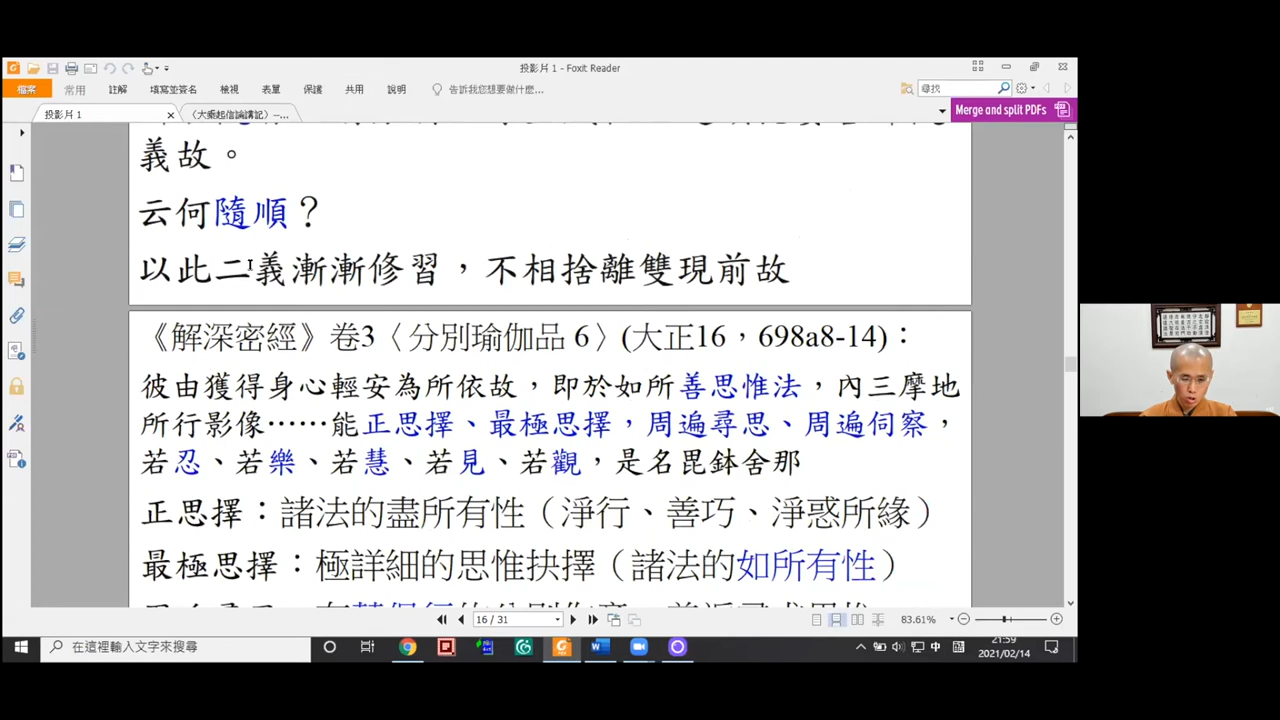 投影片 1 - Foxit Reader
檔案 常用 註解 填寫並簽名 檢視 表單 保護 共用 說明 告訴我您想要做什麼... 尋找
投影片 1 《大乘起信論講記》--... Merge and split PDFs
義故。
云何隨順？
以此二義漸漸修習，不相捨離雙現前故
《解深密經》卷3〈分別瑜伽品 6〉(大正16，698a8-14)：
彼由獲得身心輕安為所依故，即於如所善思惟法，內三摩地
所行影像……能正思擇、最極思擇，周遍尋思、周遍伺察，
若忍、若樂、若慧、若見、若觀，是名毘鉢舍那
正思擇：諸法的盡所有性（淨行、善巧、淨惑所緣）
最極思擇：極詳細的思惟抉擇（諸法的如所有性）
16 / 31 83.61%
在這裡輸入文字來搜尋 中 21:59
2021/02/14